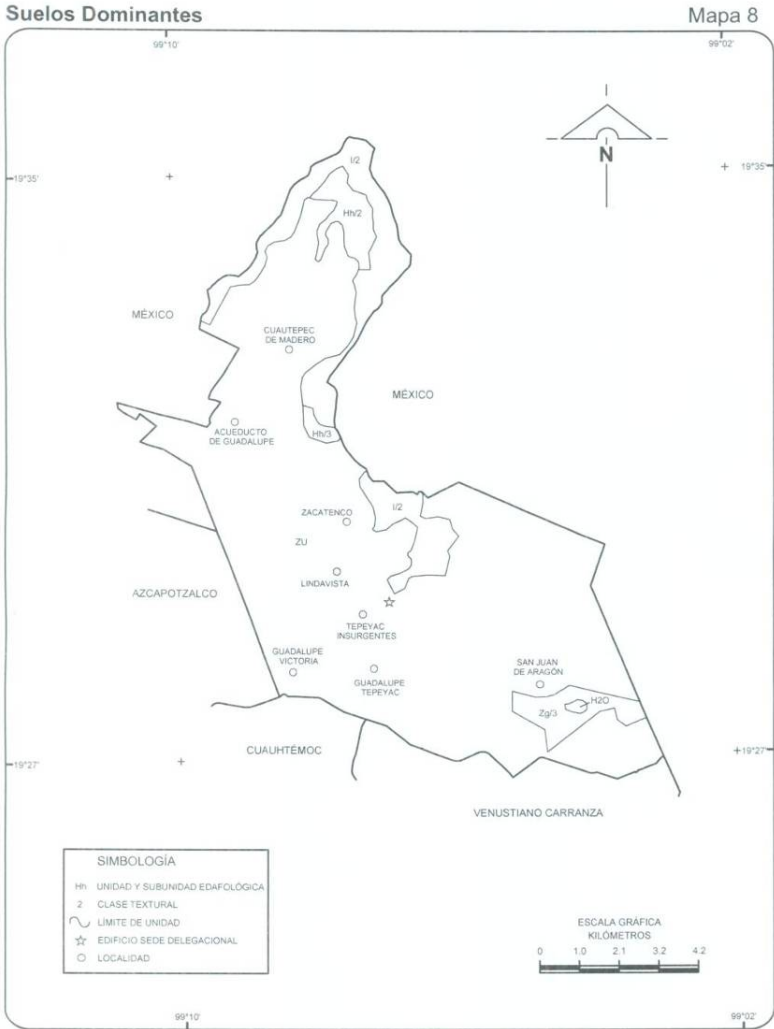 Suelos Dominantes
Mapa 8
99°10'
99°02'
19°35'
19°35'
N
I/2
Hh/2
MÉXICO
CUAUTEPEC
DE MADERO
MÉXICO
ACUEDUCTO
DE GUADALUPE
Hh/3
I/2
ZACATENCO
ZU
LINDAVISTA
AZCAPOTZALCO
TEPEYAC
INSURGENTES
GUADALUPE
VICTORIA
GUADALUPE
TEPEYAC
SAN JUAN
DE ARAGÓN
H2O
Zg/3
CUAUHTÉMOC
19°27'
19°27'
VENUSTIANO CARRANZA
SIMBOLOGÍA
Hh UNIDAD Y SUBUNIDAD EDAFOLÓGICA
2 CLASE TEXTURAL
LÍMITE DE UNIDAD
EDIFICIO SEDE DELEGACIONAL
LOCALIDAD
ESCALA GRÁFICA
KILÓMETROS
0 1.0 2.1 3.2 4.2
99°10'
99°02'